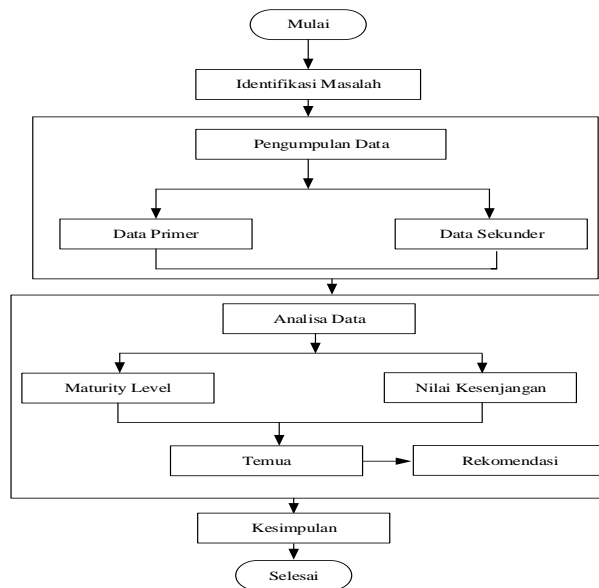 Mulai
Identifikasi Masalah
Pengumpulan Data
Data Primer
Data Sekunder
Analisa Data
Maturity Level
Nilai Kesenjangan
Temua
Rekomendasi
Kesimpulan
Selesai